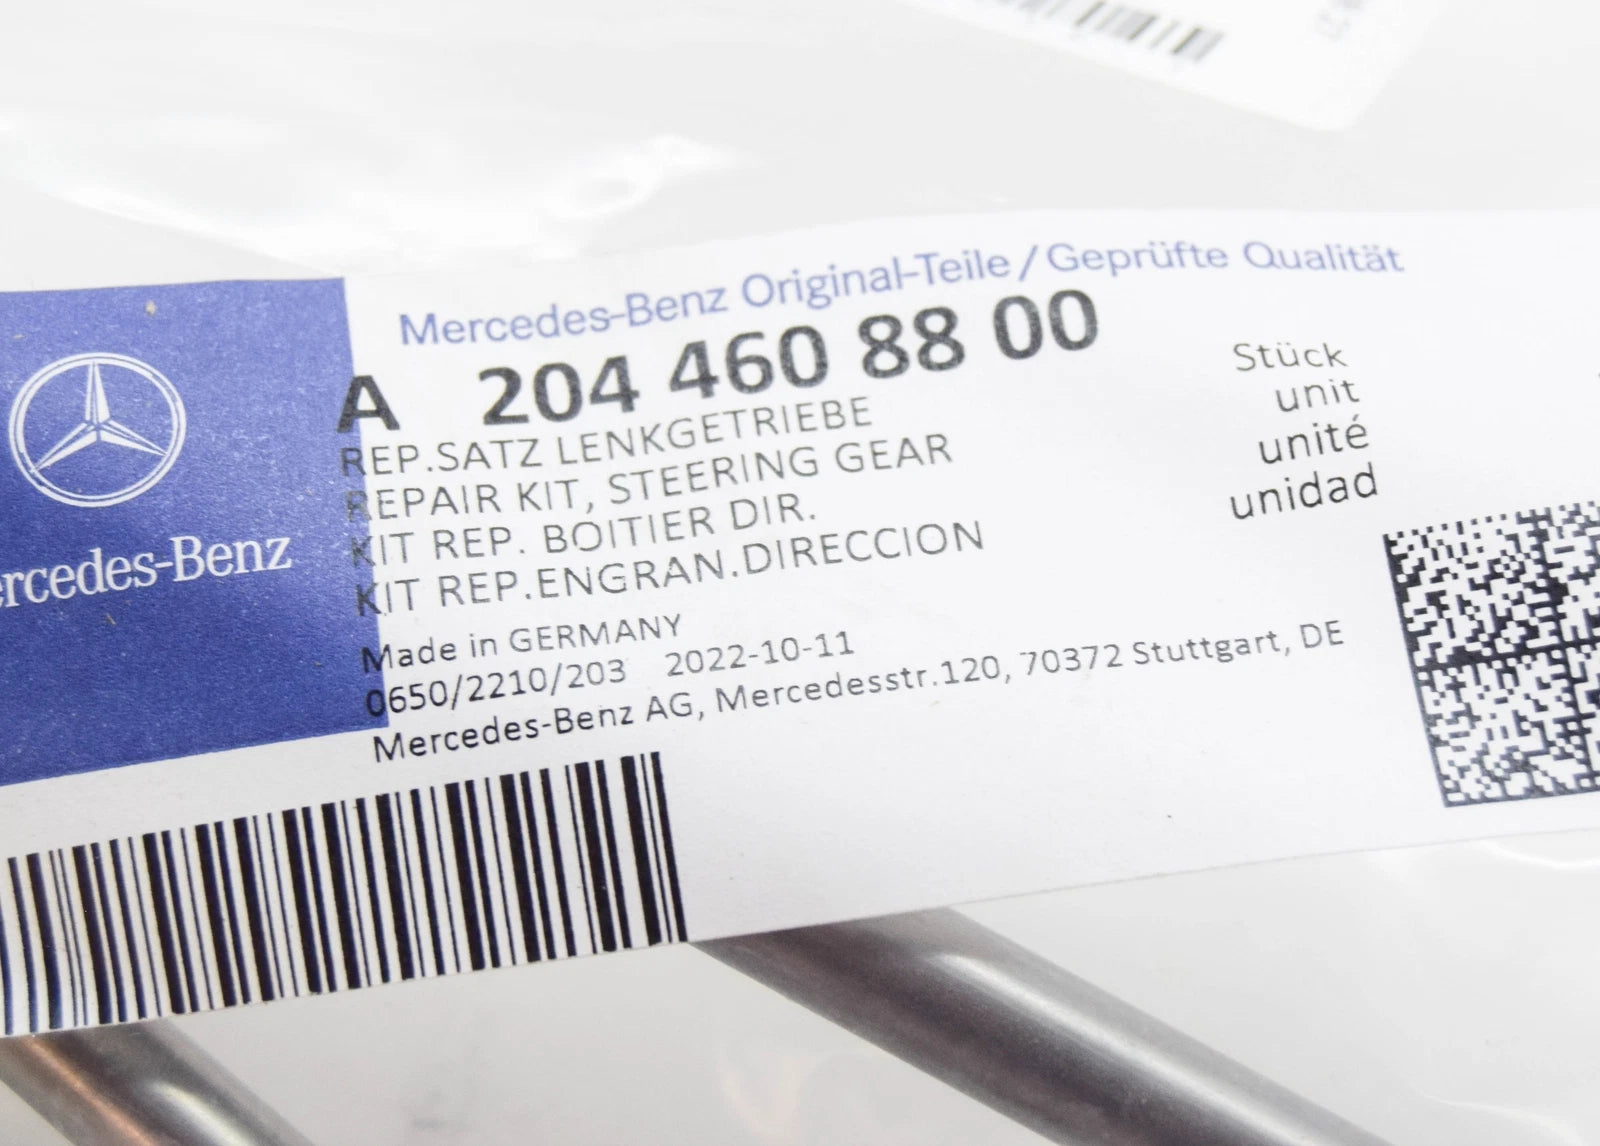 Mercedes-Benz Original-Teile/Geprüfte Qualität
A 204 460 88 00
REP.SATZ LENKGETRIEBE
REPAIR KIT, STEERING GEAR
KIT REP. BOITIER DIR.
KIT REP.ENGRAN.DIRECCION
Stück
unit
unité
unidad
Made in GERMANY
0650/2210/203 2022-10-11
Mercedes-Benz AG, Mercedesstr.120, 70372 Stuttgart, DE
ercedes-Benz